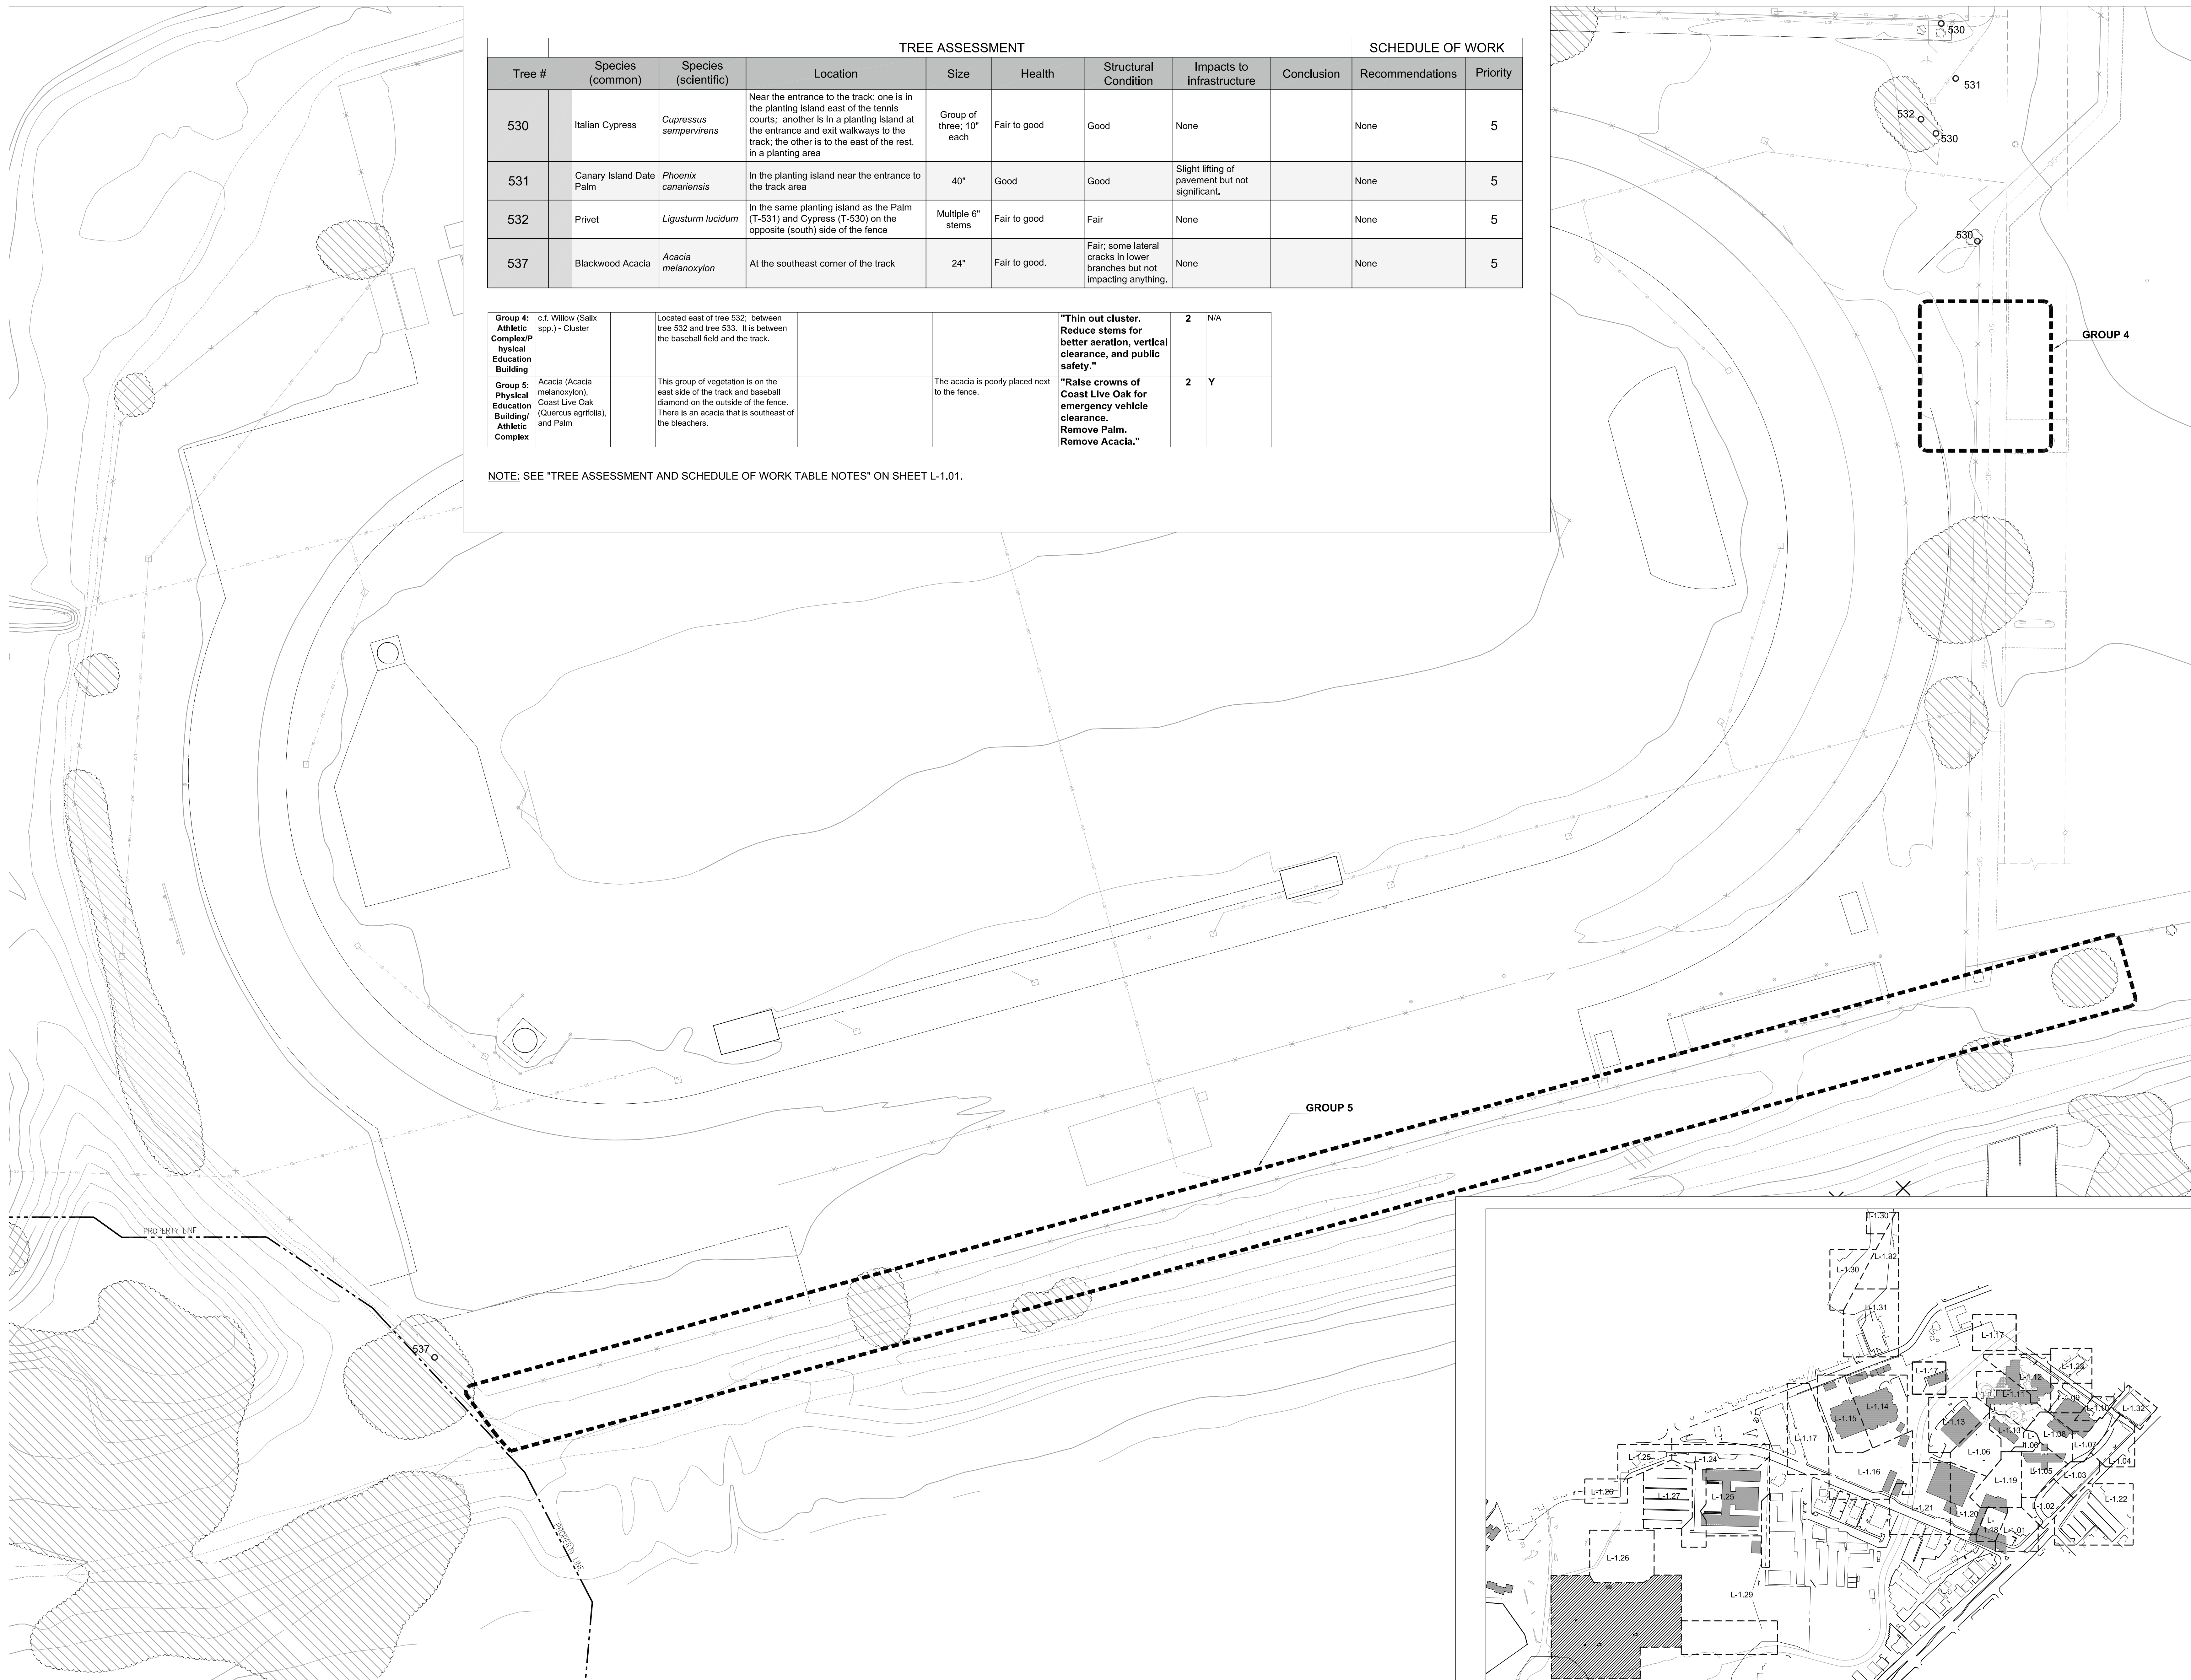 TREE ASSESSMENT
SCHEDULE OF WORK
Tree #
Species
(common)
Species
(scientific)
Location
Size
Health
Structural
Condition
Impacts to
infrastructure
Conclusion
Recommendations
Priority
530
Italian Cypress
Cupressus
sempervirens
Near the entrance to the track; one is in
the planting island east of the tennis
courts; another is in a planting island at
the entrance and exit walkways to the
track; the other is to the east of the rest,
in a planting area
Group of
three; 10"
each
Fair to good
Good
None
None
5
531
Canary Island Date
Palm
Phoenix
canariensis
In the planting island near the entrance to
the track area
40"
Good
Good
Slight lifting of
pavement but not
significant.
None
5
532
Privet
Ligusturm lucidum
In the same planting island as the Palm
(T-531) and Cypress (T-530) on the
opposite (south) side of the fence
Multiple 6"
stems
Fair to good
Fair
None
None
5
537
Blackwood Acacia
Acacia
melanoxylon
At the southeast corner of the track
24"
Fair to good.
Fair; some lateral
cracks in lower
branches but not
impacting anything.
None
None
5
Group 4:
Athletic
Complex/P
hysical
Education
Building
c.f. Willow (Salix
spp.) - Cluster
Located east of tree 532; between
tree 532 and tree 533. It is between
the baseball field and the track.
"Thin out cluster.
Reduce stems for
better aeration, vertical
clearance, and public
safety."
2
N/A
Group 5:
Physical
Education
Building/
Athletic
Complex
Acacia (Acacia
melanoxylon),
Coast Live Oak
(Quercus agrifolia),
and Palm
This group of vegetation is on the
east side of the track and baseball
diamond on the outside of the fence.
There is an acacia that is southeast of
the bleachers.
The acacia is poorly placed next
to the fence.
"Raise crowns of
Coast Live Oak for
emergency vehicle
clearance.
Remove Palm.
Remove Acacia."
2
Y
NOTE: SEE "TREE ASSESSMENT AND SCHEDULE OF WORK TABLE NOTES" ON SHEET L-1.01.
530
531
532
530
530
GROUP 4
GROUP 5
PROPERTY LINE
537
PROPERTY LINE
L-1.30
L-1.32
L-1.30
L-1.31
L-1.17
L-1.17
L-1.23
L-1.12
L-1.11
L-1.09
L-1.10
L-1.32
L-1.14
L-1.15
L-1.13
L-1.13
L-1.08
L-1.07
L-1.17
L-1.06
L-
1.06
L-1.04
L-1.25
L-1.24
L-1.16
L-1.05
L-1.03
L-1.19
L-1.26
L-1.27
L-1.25
L-1.22
L-1.21
L-1.02
L-1.20
L-
1.18
L-1.01
L-1.26
L-1.29